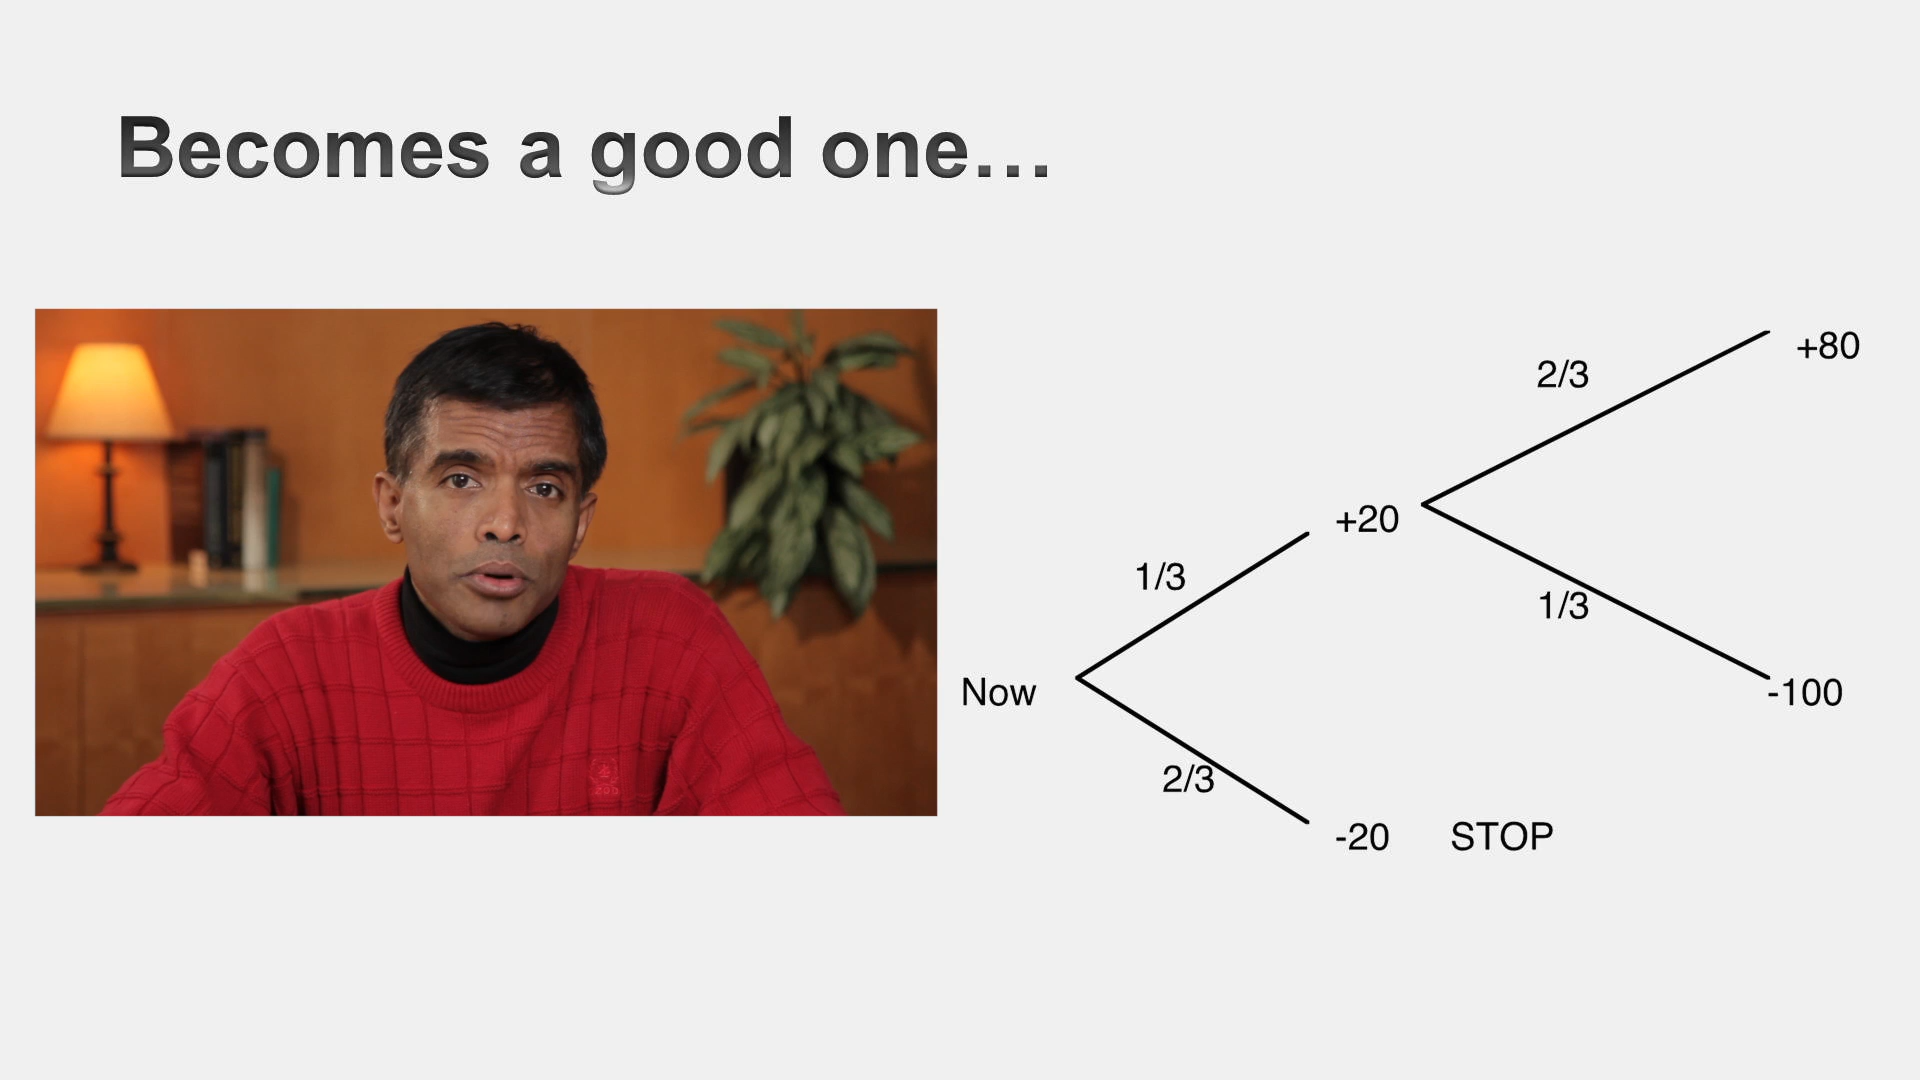 Becomes a good one…
+80
2/3
+20
1/3
1/3
Now
-100
2/3
-20 STOP